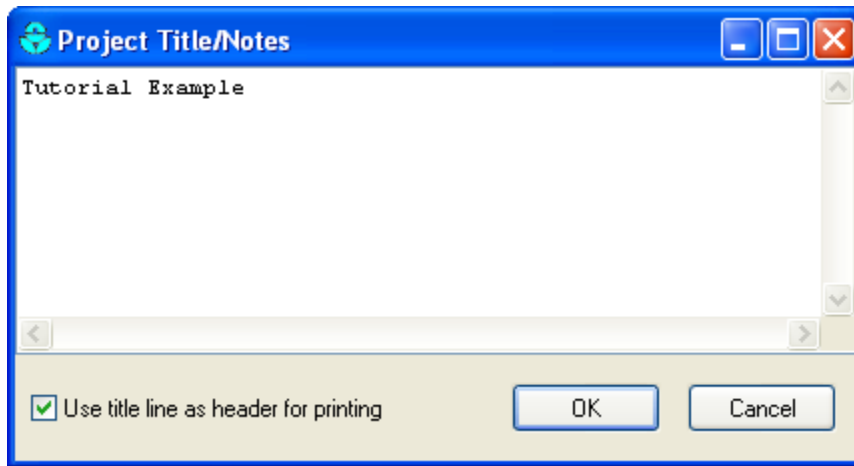 Project Title/Notes
Tutorial Example
Use title line as header for printing
OK
Cancel